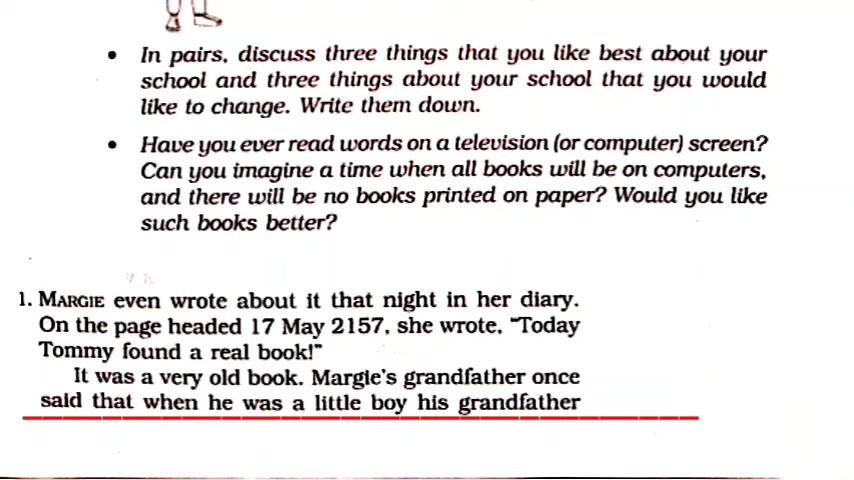 • In pairs, discuss three things that you like best about your
school and three things about your school that you would
like to change. Write them down.
• Have you ever read words on a television (or computer) screen?
Can you imagine a time when all books will be on computers,
and there will be no books printed on paper? Would you like
such books better?
1. MARGIE even wrote about it that night in her diary.
On the page headed 17 May 2157, she wrote, "Today
Tommy found a real book!"
It was a very old book. Margie's grandfather once
said that when he was a little boy his grandfather